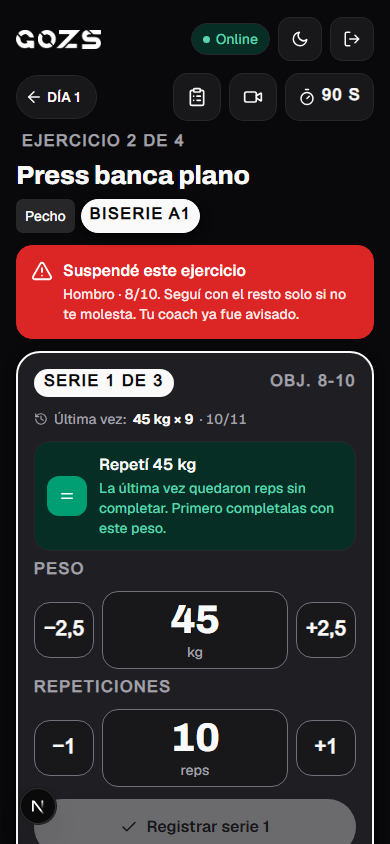 GOZS
Online
DÍA 1
90 S
EJERCICIO 2 DE 4
Press banca plano
Pecho
BISERIE A1
Suspendé este ejercicio
Hombro · 8/10. Seguí con el resto solo si no
te molesta. Tu coach ya fue avisado.
SERIE 1 DE 3
OBJ. 8-10
Última vez: 45 kg × 9 · 10/11
Repetí 45 kg
=
La última vez quedaron reps sin
completar. Primero completalas con
este peso.
PESO
−2,5
45
kg
+2,5
REPETICIONES
−1
10
reps
+1
N
Registrar serie 1